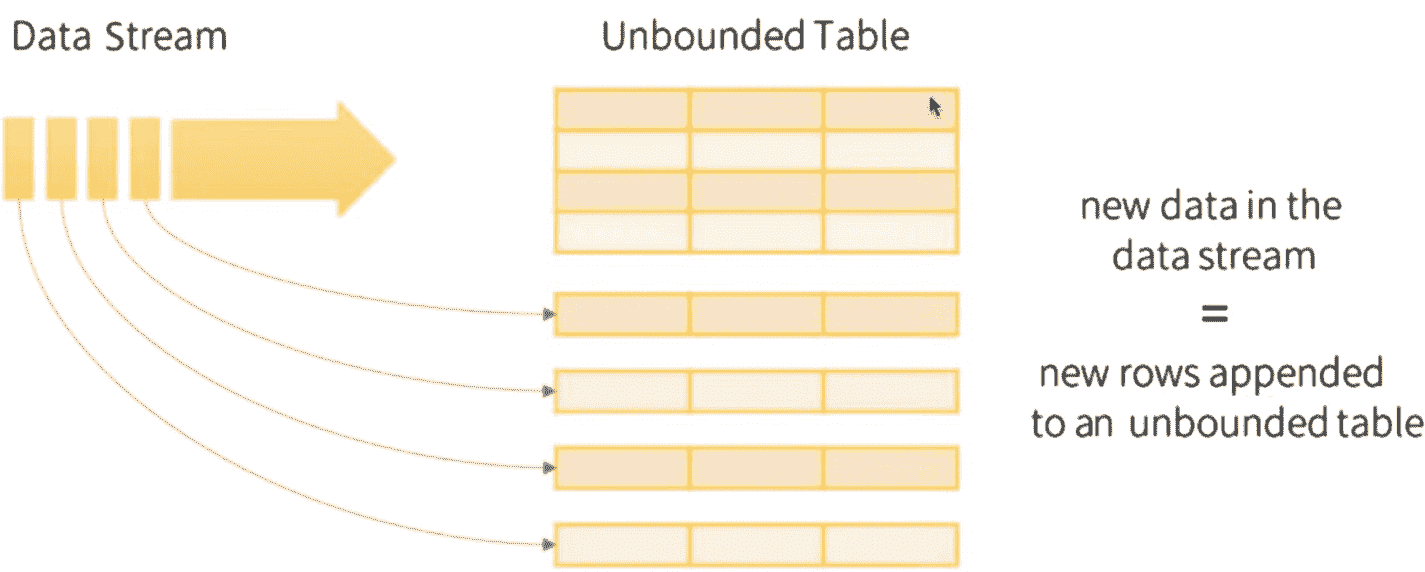 Data Stream
Unbounded Table
new data in the
data stream
=
new rows appended
to an unbounded table